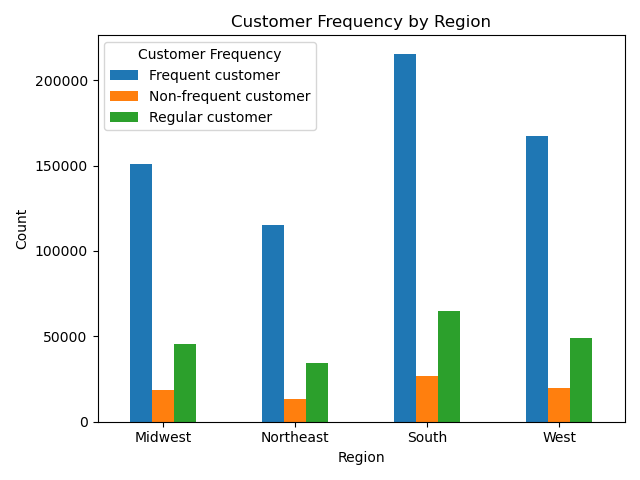 Customer Frequency by Region
Customer Frequency
Frequent customer
Non-frequent customer
Regular customer
200000
150000
100000
50000
0
Count
Midwest Northeast South West
Region